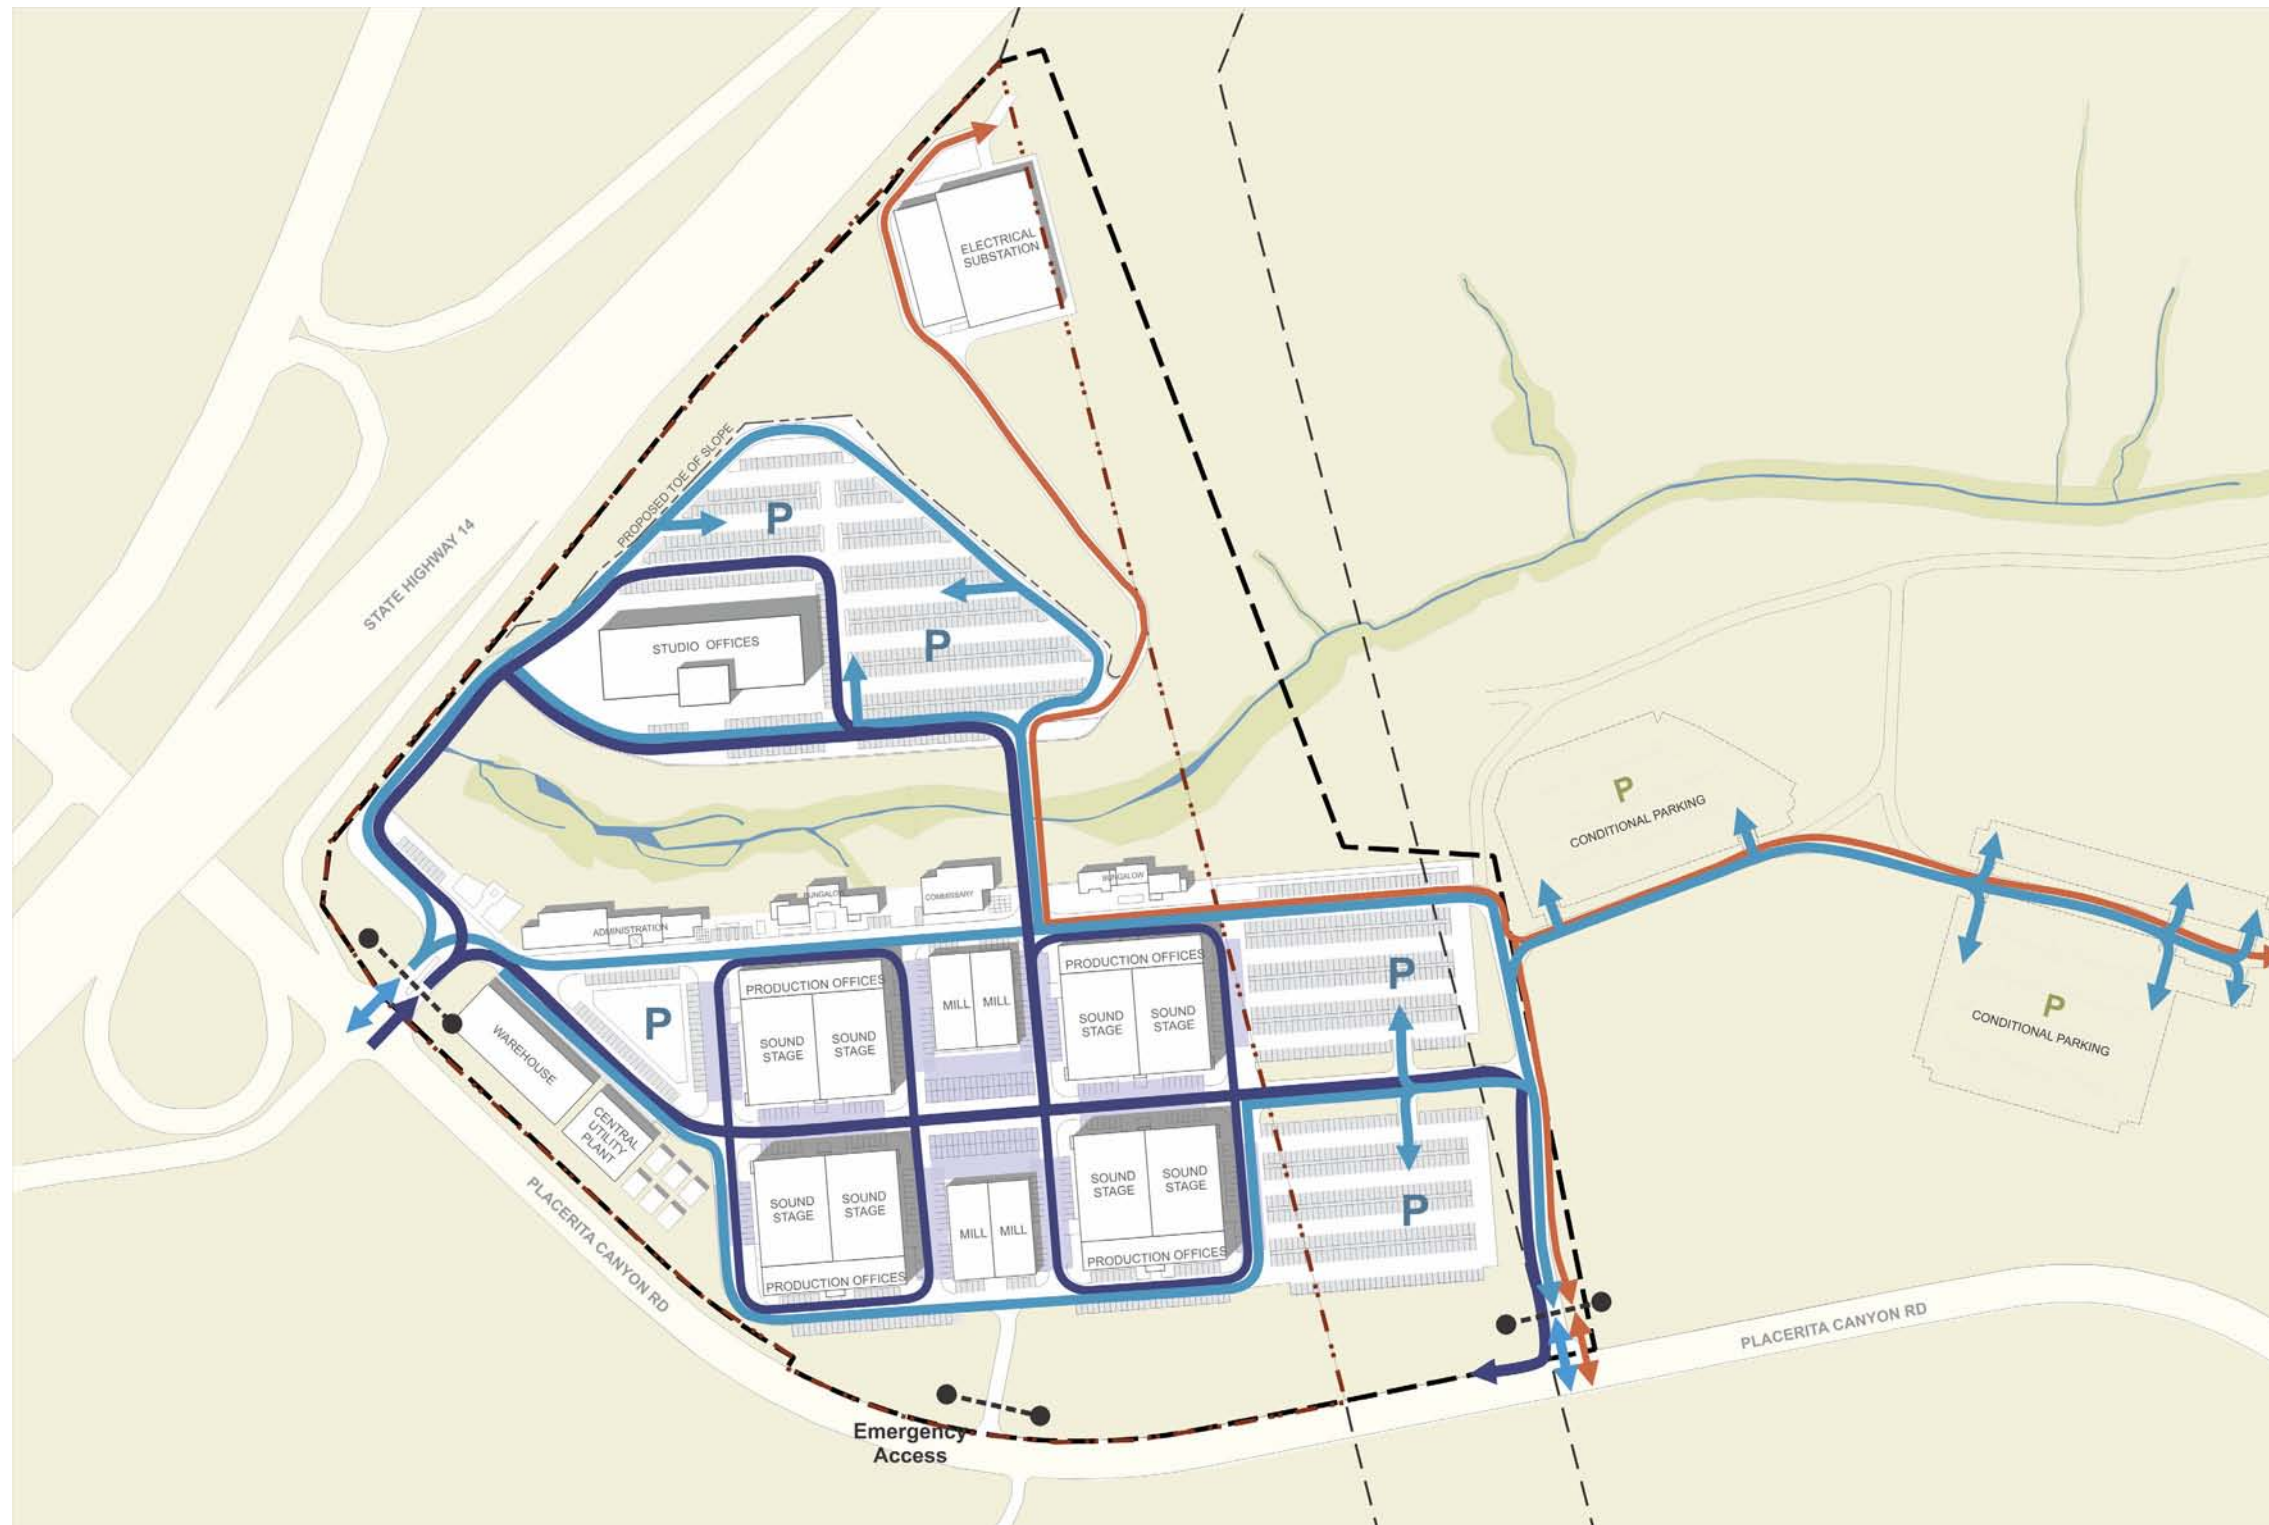 ELECTRICAL
SUBSTATION
PROPOSED TOE OF SLOPE
STATE HIGHWAY 14
P
STUDIO OFFICES
P
P
CONDITIONAL PARKING
BUNGALOW
COMMISSARY
BUNGALOW
ADMINISTRATION
PRODUCTION OFFICES
PRODUCTION OFFICES
P
P
MILL
MILL
SOUND
STAGE
SOUND
STAGE
SOUND
STAGE
SOUND
STAGE
P
CONDITIONAL PARKING
WAREHOUSE
CENTRAL
UTILITY
PLANT
SOUND
STAGE
SOUND
STAGE
SOUND
STAGE
SOUND
STAGE
P
MILL
MILL
PRODUCTION OFFICES
PRODUCTION OFFICES
PLACERITA CANYON RD
PLACERITA CANYON RD
Emergency
Access